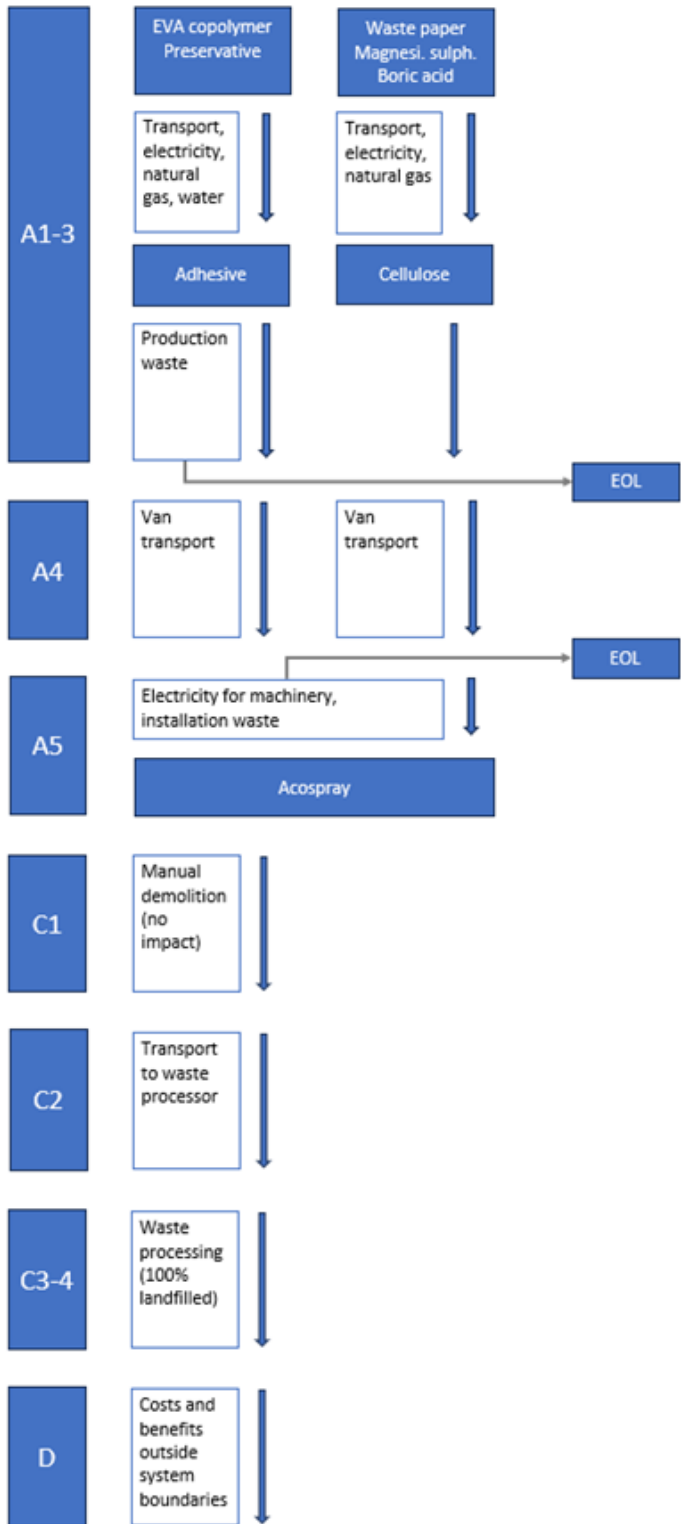 A1-3
EVA copolymer
Preservative
Waste paper
Magnesi. sulph.
Boric acid
Transport,
electricity,
natural
gas, water
Transport,
electricity,
natural gas
Adhesive
Cellulose
Production
waste
EOL
A4
Van
transport
Van
transport
EOL
A5
Electricity for machinery,
installation waste
Acospray
C1
Manual
demolition
(no
impact)
C2
Transport
to waste
processor
C3-4
Waste
processing
(100%
landfilled)
D
Costs and
benefits
outside
system
boundaries